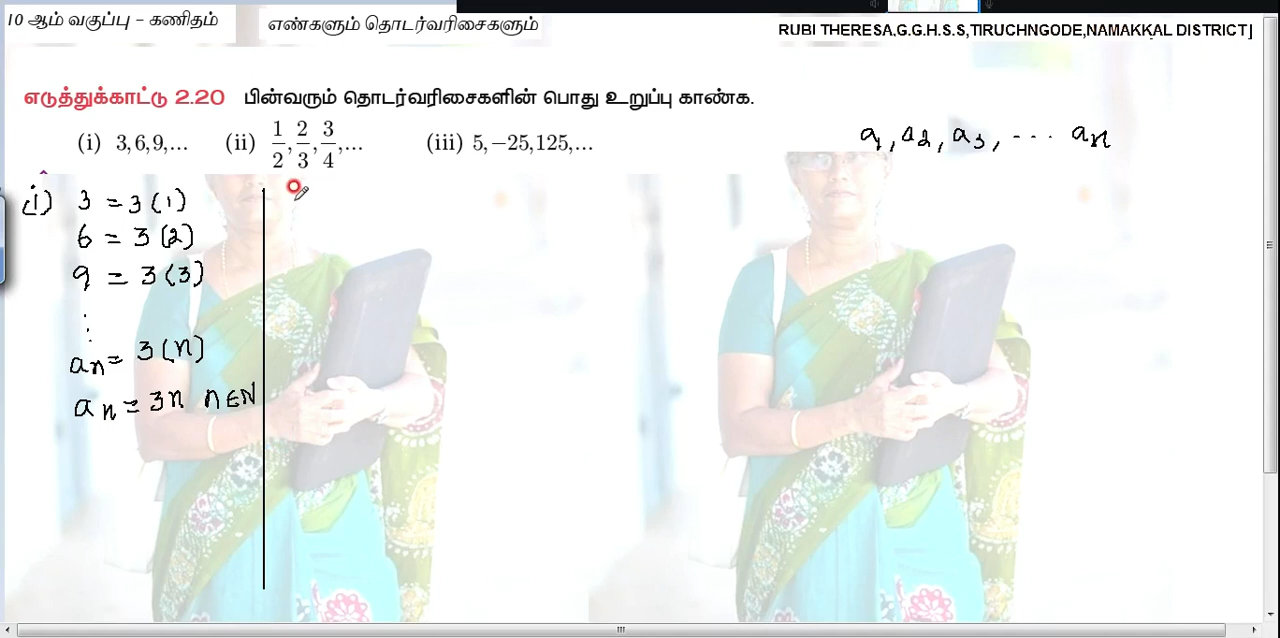 10 ஆம் வகுப்பு – கணிதம்
எண்களும் தொடர்வரிசைகளும்
RUBI THERESA,G.G.H.S.S,TIRUCHNGODE,NAMAKKAL DISTRICT]
எடுத்துக்காட்டு 2.20 பின்வரும் தொடர்வரிசைகளின் பொது உறுப்பு காண்க.
(i) 3,6,9,... (ii) 1/2, 2/3, 3/4,... (iii) 5,−25,125,...
a1, a2, a3, --- an
(i) 3 = 3 (1)
6 = 3 (2)
9 = 3 (3)
⋮
an = 3 (n)
an = 3n n∈N